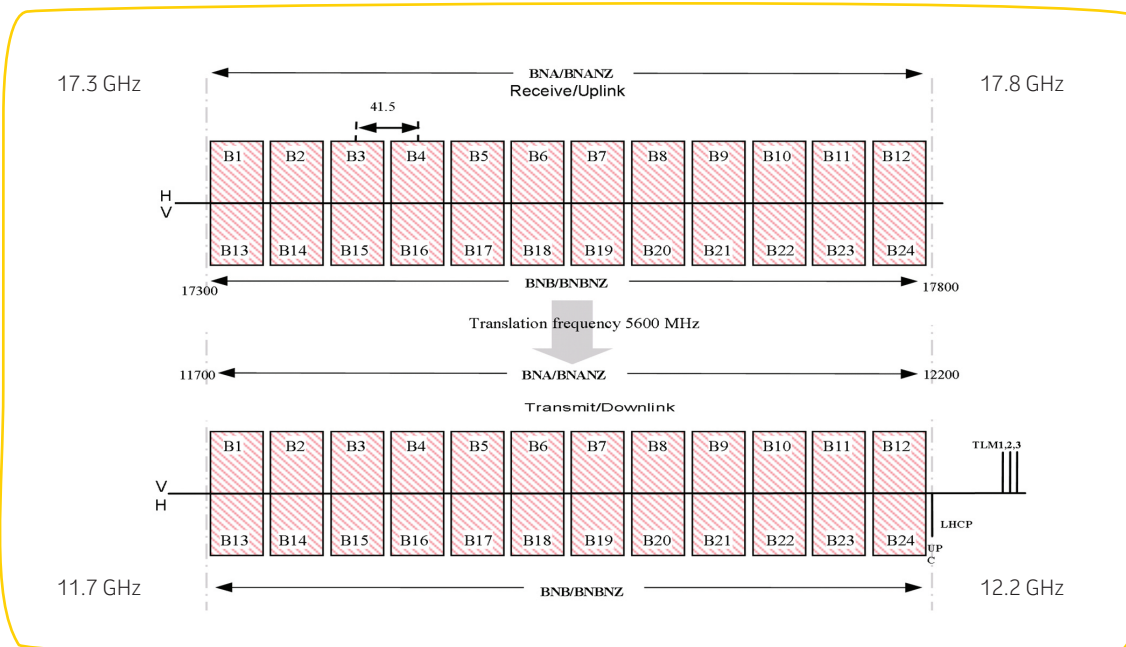 BNA/BNANZ
17.3 GHz
17.8 GHz
Receive/Uplink
41.5
B1 B2 B3 B4 B5 B6 B7 B8 B9 B10 B11 B12
H
V
B13 B14 B15 B16 B17 B18 B19 B20 B21 B22 B23 B24
17300 BNB/BNBNZ 17800
Translation frequency 5600 MHz
11700 BNA/BNANZ 12200
Transmit/Downlink
B1 B2 B3 B4 B5 B6 B7 B8 B9 B10 B11 B12
TLM1,2,3
V
H
LHCP
B13 B14 B15 B16 B17 B18 B19 B20 B21 B22 B23 B24
UP
C
11.7 GHz
BNB/BNBNZ
12.2 GHz